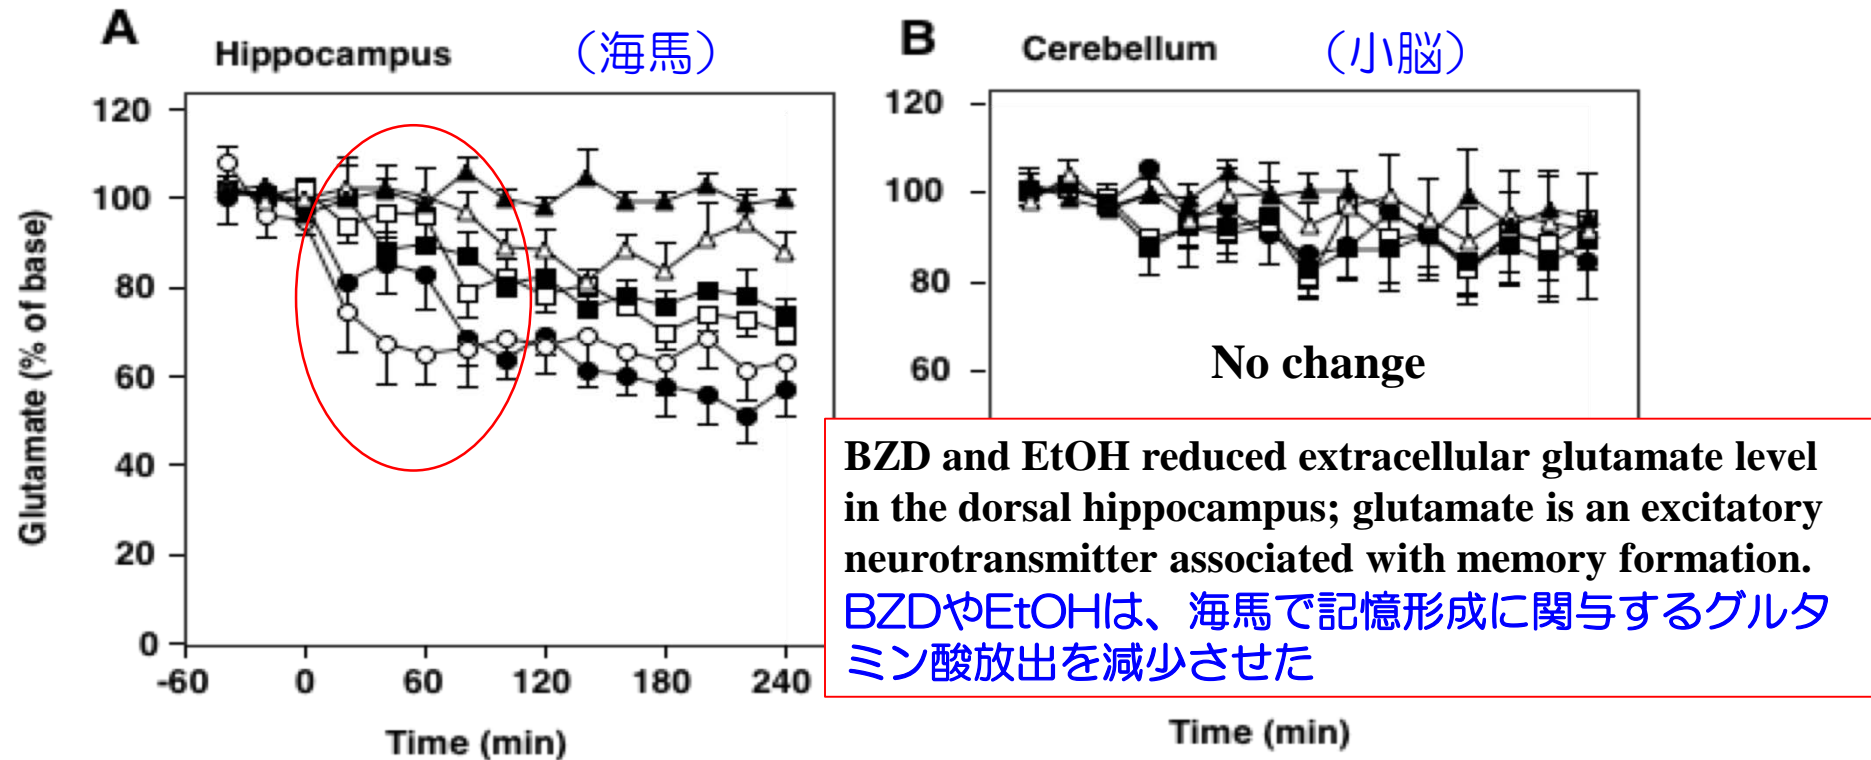 A
Hippocampus
（海馬）
120
100
80
60
40
20
0
-60
0
60
120
180
240
Glutamate (% of base)
Time (min)
B
Cerebellum
（小脳）
120
100
80
60
No change
BZD and EtOH reduced extracellular glutamate level
in the dorsal hippocampus; glutamate is an excitatory
neurotransmitter associated with memory formation.
BZDやEtOHは、海馬で記憶形成に関与するグルタ
ミン酸放出を減少させた
Time (min)